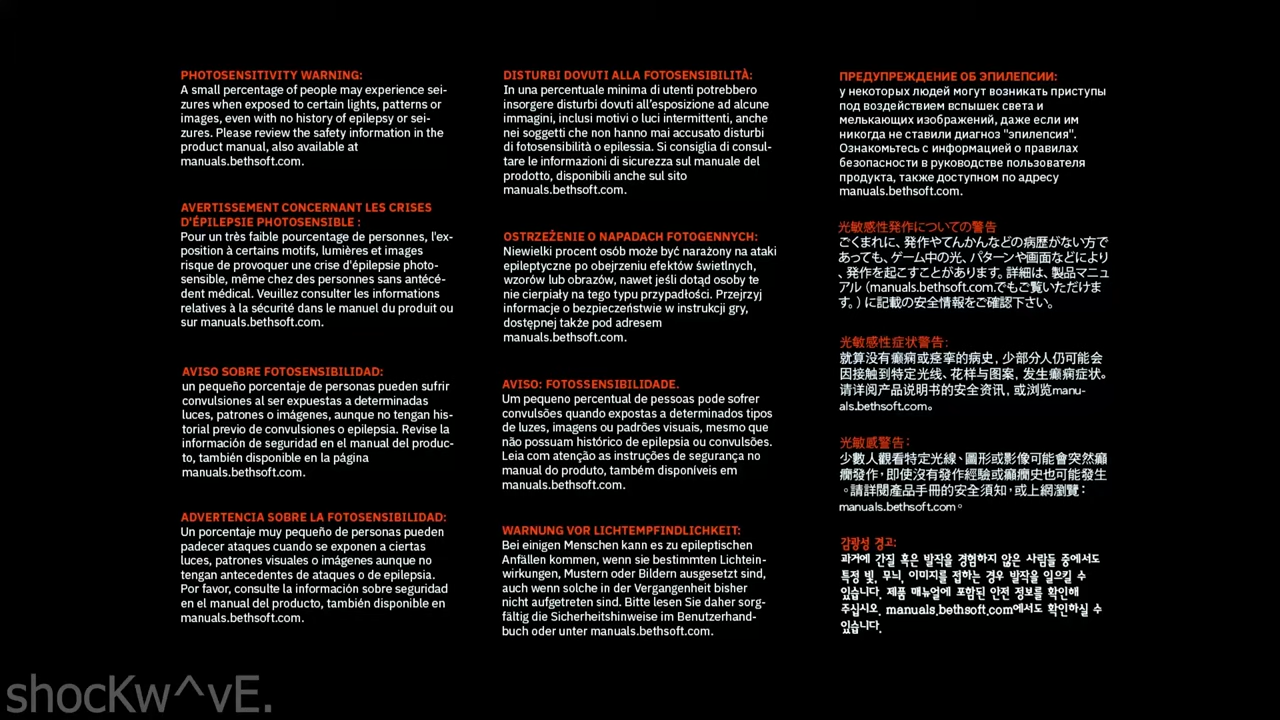 PHOTOSENSITIVITY WARNING:
A small percentage of people may experience sei-
zures when exposed to certain lights, patterns or
images, even with no history of epilepsy or sei-
zures. Please review the safety information in the
product manual, also available at
manuals.bethsoft.com.
AVERTISSEMENT CONCERNANT LES CRISES
D'ÉPILEPSIE PHOTOSENSIBLE :
Pour un très faible pourcentage de personnes, l'ex-
position à certains motifs, lumières et images
risque de provoquer une crise d'épilepsie photo-
sensible, même chez des personnes sans antécé-
dent médical. Veuillez consulter les informations
relatives à la sécurité dans le manuel du produit ou
sur manuals.bethsoft.com.
AVISO SOBRE FOTOSENSIBILIDAD:
un pequeño porcentaje de personas pueden sufrir
convulsiones al ser expuestas a determinadas
luces, patrones o imágenes, aunque no tengan his-
torial previo de convulsiones o epilepsia. Revise la
información de seguridad en el manual del produc-
to, también disponible en la página
manuals.bethsoft.com.
ADVERTENCIA SOBRE LA FOTOSENSIBILIDAD:
Un porcentaje muy pequeño de personas pueden
padecer ataques cuando se exponen a ciertas
luces, patrones visuales o imágenes aunque no
tengan antecedentes de ataques o de epilepsia.
Por favor, consulte la información sobre seguridad
en el manual del producto, también disponible en
manuals.bethsoft.com.
DISTURBI DOVUTI ALLA FOTOSENSIBILITÀ:
In una percentuale minima di utenti potrebbero
insorgere disturbi dovuti all'esposizione ad alcune
immagini, inclusi motivi o luci intermittenti, anche
nei soggetti che non hanno mai accusato disturbi
di fotosensibilità o epilessia. Si consiglia di consul-
tare le informazioni di sicurezza sul manuale del
prodotto, disponibili anche sul sito
manuals.bethsoft.com.
OSTRZEŻENIE O NAPADACH FOTOGENNYCH:
Niewielki procent osób może być narażony na ataki
epileptyczne po obejrzeniu efektów świetlnych,
wzorów lub obrazów, nawet jeśli dotąd osoby te
nie cierpiały na tego typu przypadłości. Przejrzyj
informacje o bezpieczeństwie w instrukcji gry,
dostępnej także pod adresem
manuals.bethsoft.com.
AVISO: FOTOSSENSIBILIDADE.
Um pequeno percentual de pessoas pode sofrer
convulsões quando expostas a determinados tipos
de luzes, imagens ou padrões visuais, mesmo que
não possuam histórico de epilepsia ou convulsões.
Leia com atenção as instruções de segurança no
manual do produto, também disponíveis em
manuals.bethsoft.com.
WARNUNG VOR LICHTEMPFINDLICHKEIT:
Bei einigen Menschen kann es zu epileptischen
Anfällen kommen, wenn sie bestimmten Lichtein-
wirkungen, Mustern oder Bildern ausgesetzt sind,
auch wenn solche in der Vergangenheit bisher
nicht aufgetreten sind. Bitte lesen Sie daher sorg-
fältig die Sicherheitshinweise im Benutzerhand-
buch oder unter manuals.bethsoft.com.
ПРЕДУПРЕЖДЕНИЕ ОБ ЭПИЛЕПСИИ:
у некоторых людей могут возникать приступы
под воздействием вспышек света и
мелькающих изображений, даже если им
никогда не ставили диагноз "эпилепсия".
Ознакомьтесь с информацией о правилах
безопасности в руководстве пользователя
продукта, также доступном по адресу
manuals.bethsoft.com.
光敏感性発作についての警告
ごくまれに、発作やてんかんなどの病歴がない方で
あっても、ゲーム中の光、パターンや画面などにより
、発作を起こすことがあります。詳細は、製品マニュ
アル（manuals.bethsoft.comでもご覧いただけま
す。）に記載の安全情報をご確認下さい。
光敏感性症状警告：
就算没有癫痫或痉挛的病史，少部分人仍可能会
因接触到特定光线、花样与图案，发生癫痫症状。
请详阅产品说明书的安全资讯，或浏览manu-
als.bethsoft.com。
光敏感警告：
少數人觀看特定光線、圖形或影像可能會突然癲
癇發作，即使沒有發作經驗或癲癇史也可能發生
。請詳閱產品手冊的安全須知，或上網瀏覽：
manuals.bethsoft.com。
감광성 경고:
과거에 간질 혹은 발작을 경험하지 않은 사람들 중에서도
특정 빛, 무늬, 이미지를 접하는 경우 발작을 일으킬 수
있습니다. 제품 매뉴얼에 포함된 안전 정보를 확인해
주십시오. manuals.bethsoft.com에서도 확인하실 수
있습니다.
shocKw^vE.